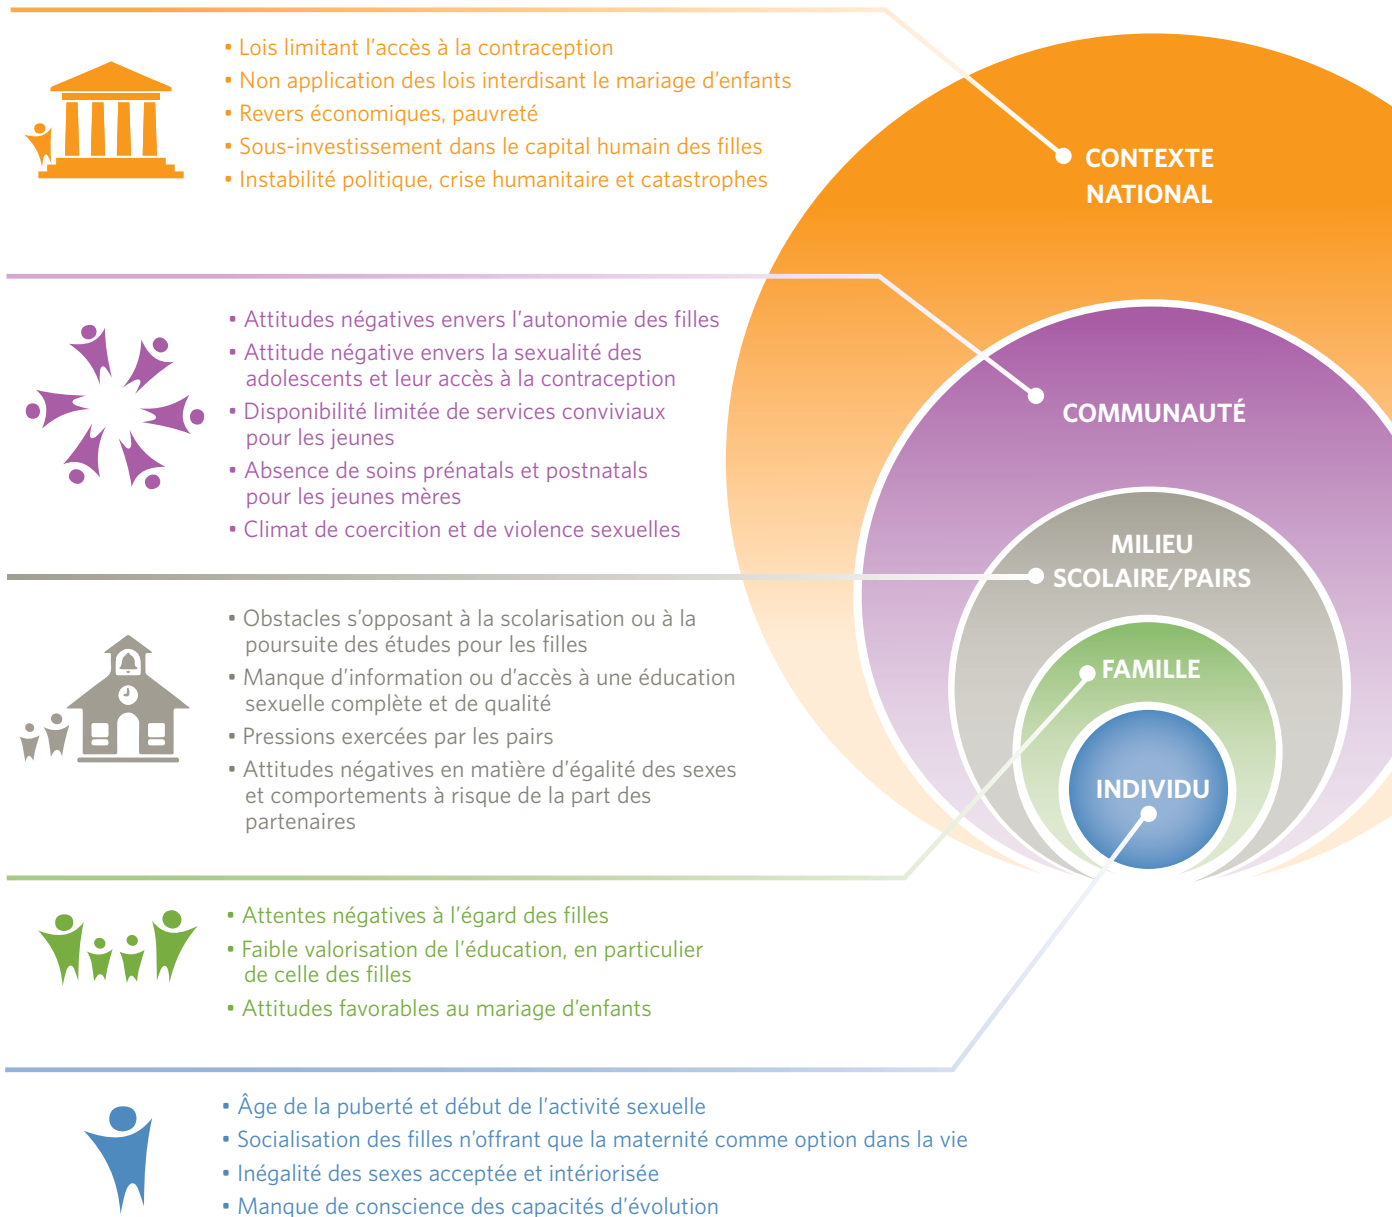 • Lois limitant l’accès à la contraception
• Non application des lois interdisant le mariage d’enfants
• Revers économiques, pauvreté
• Sous-investissement dans le capital humain des filles
• Instabilité politique, crise humanitaire et catastrophes
CONTEXTE
NATIONAL
• Attitudes négatives envers l’autonomie des filles
• Attitude négative envers la sexualité des
adolescents et leur accès à la contraception
• Disponibilité limitée de services conviviaux
pour les jeunes
• Absence de soins prénatals et postnatals
pour les jeunes mères
• Climat de coercition et de violence sexuelles
COMMUNAUTÉ
• Obstacles s’opposant à la scolarisation ou à la
poursuite des études pour les filles
• Manque d’information ou d’accès à une éducation
sexuelle complète et de qualité
• Pressions exercées par les pairs
• Attitudes négatives en matière d’égalité des sexes
et comportements à risque de la part des
partenaires
MILIEU
SCOLAIRE/PAIRS
• Attentes négatives à l’égard des filles
• Faible valorisation de l’éducation, en particulier
de celle des filles
• Attitudes favorables au mariage d’enfants
FAMILLE
• Âge de la puberté et début de l’activité sexuelle
• Socialisation des filles n’offrant que la maternité comme option dans la vie
• Inégalité des sexes acceptée et intériorisée
• Manque de conscience des capacités d’évolution
INDIVIDU